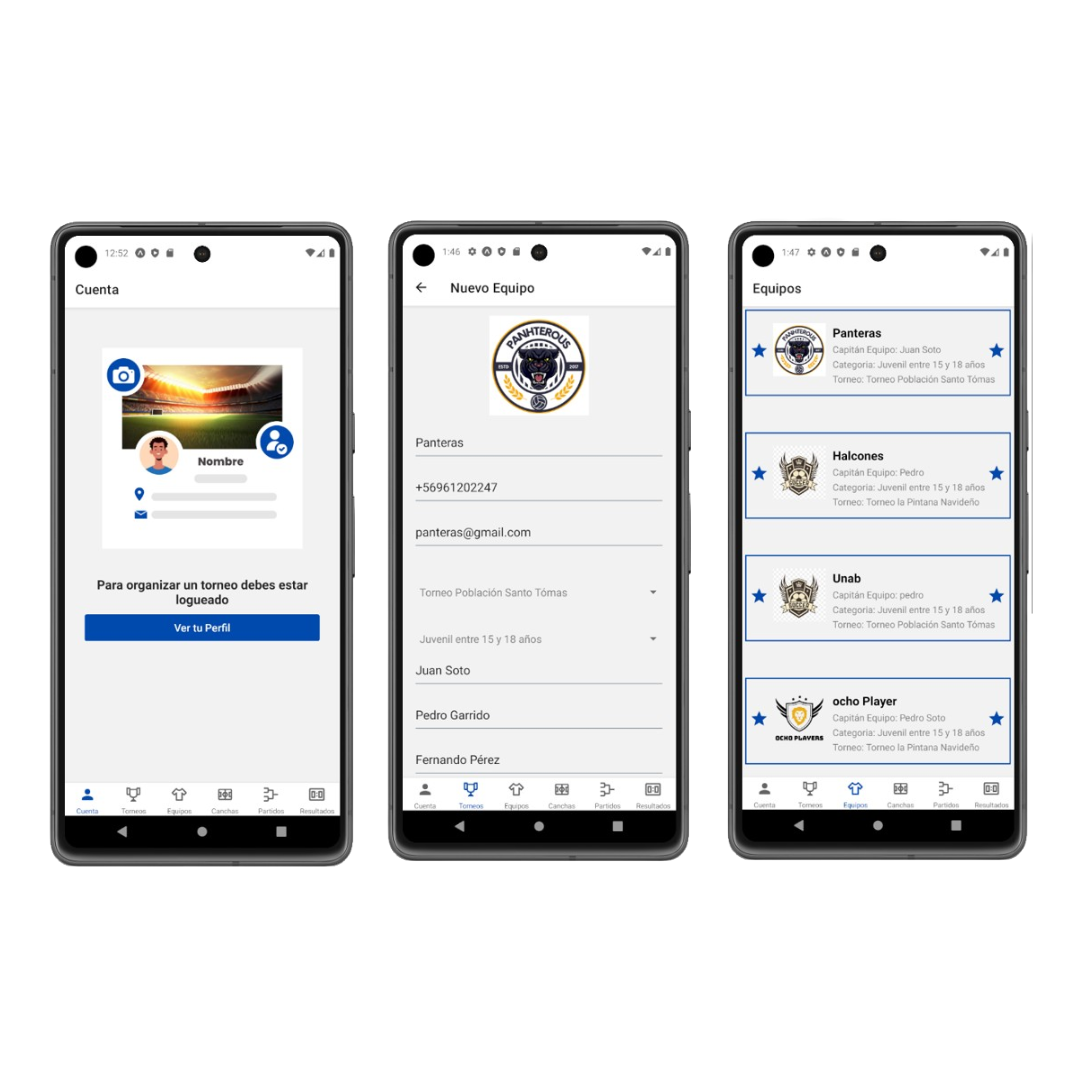 12:52
Cuenta
Nombre
Para organizar un torneo debes estar
logueado
Ver tu Perfil
Cuenta
Torneos
Equipos
Canchas
Partidos
Resultados
1:46
Nuevo Equipo
PANHTEROUS
ESTD
2017
Panteras
+56961202247
panteras@gmail.com
Torneo Población Santo Tómas
Juvenil entre 15 y 18 años
Juan Soto
Pedro Garrido
Fernando Pérez
Cuenta
Torneos
Equipos
Canchas
Partidos
Resultados
1:47
Equipos
PANHTEROUS
Panteras
Capitán Equipo: Juan Soto
Categoria: Juvenil entre 15 y 18 años
Torneo: Torneo Población Santo Tómas
Halcones
Capitán Equipo: Pedro
Categoria: Juvenil entre 15 y 18 años
Torneo: Torneo la Pintana Navideño
Unab
Capitán Equipo: pedro
Categoria: Juvenil entre 15 y 18 años
Torneo: Torneo Población Santo Tómas
OCHO PLAYERS
ocho Player
Capitán Equipo: Pedro Soto
Categoria: Juvenil entre 15 y 18 años
Torneo: Torneo la Pintana Navideño
Cuenta
Torneos
Equipos
Canchas
Partidos
Resultados